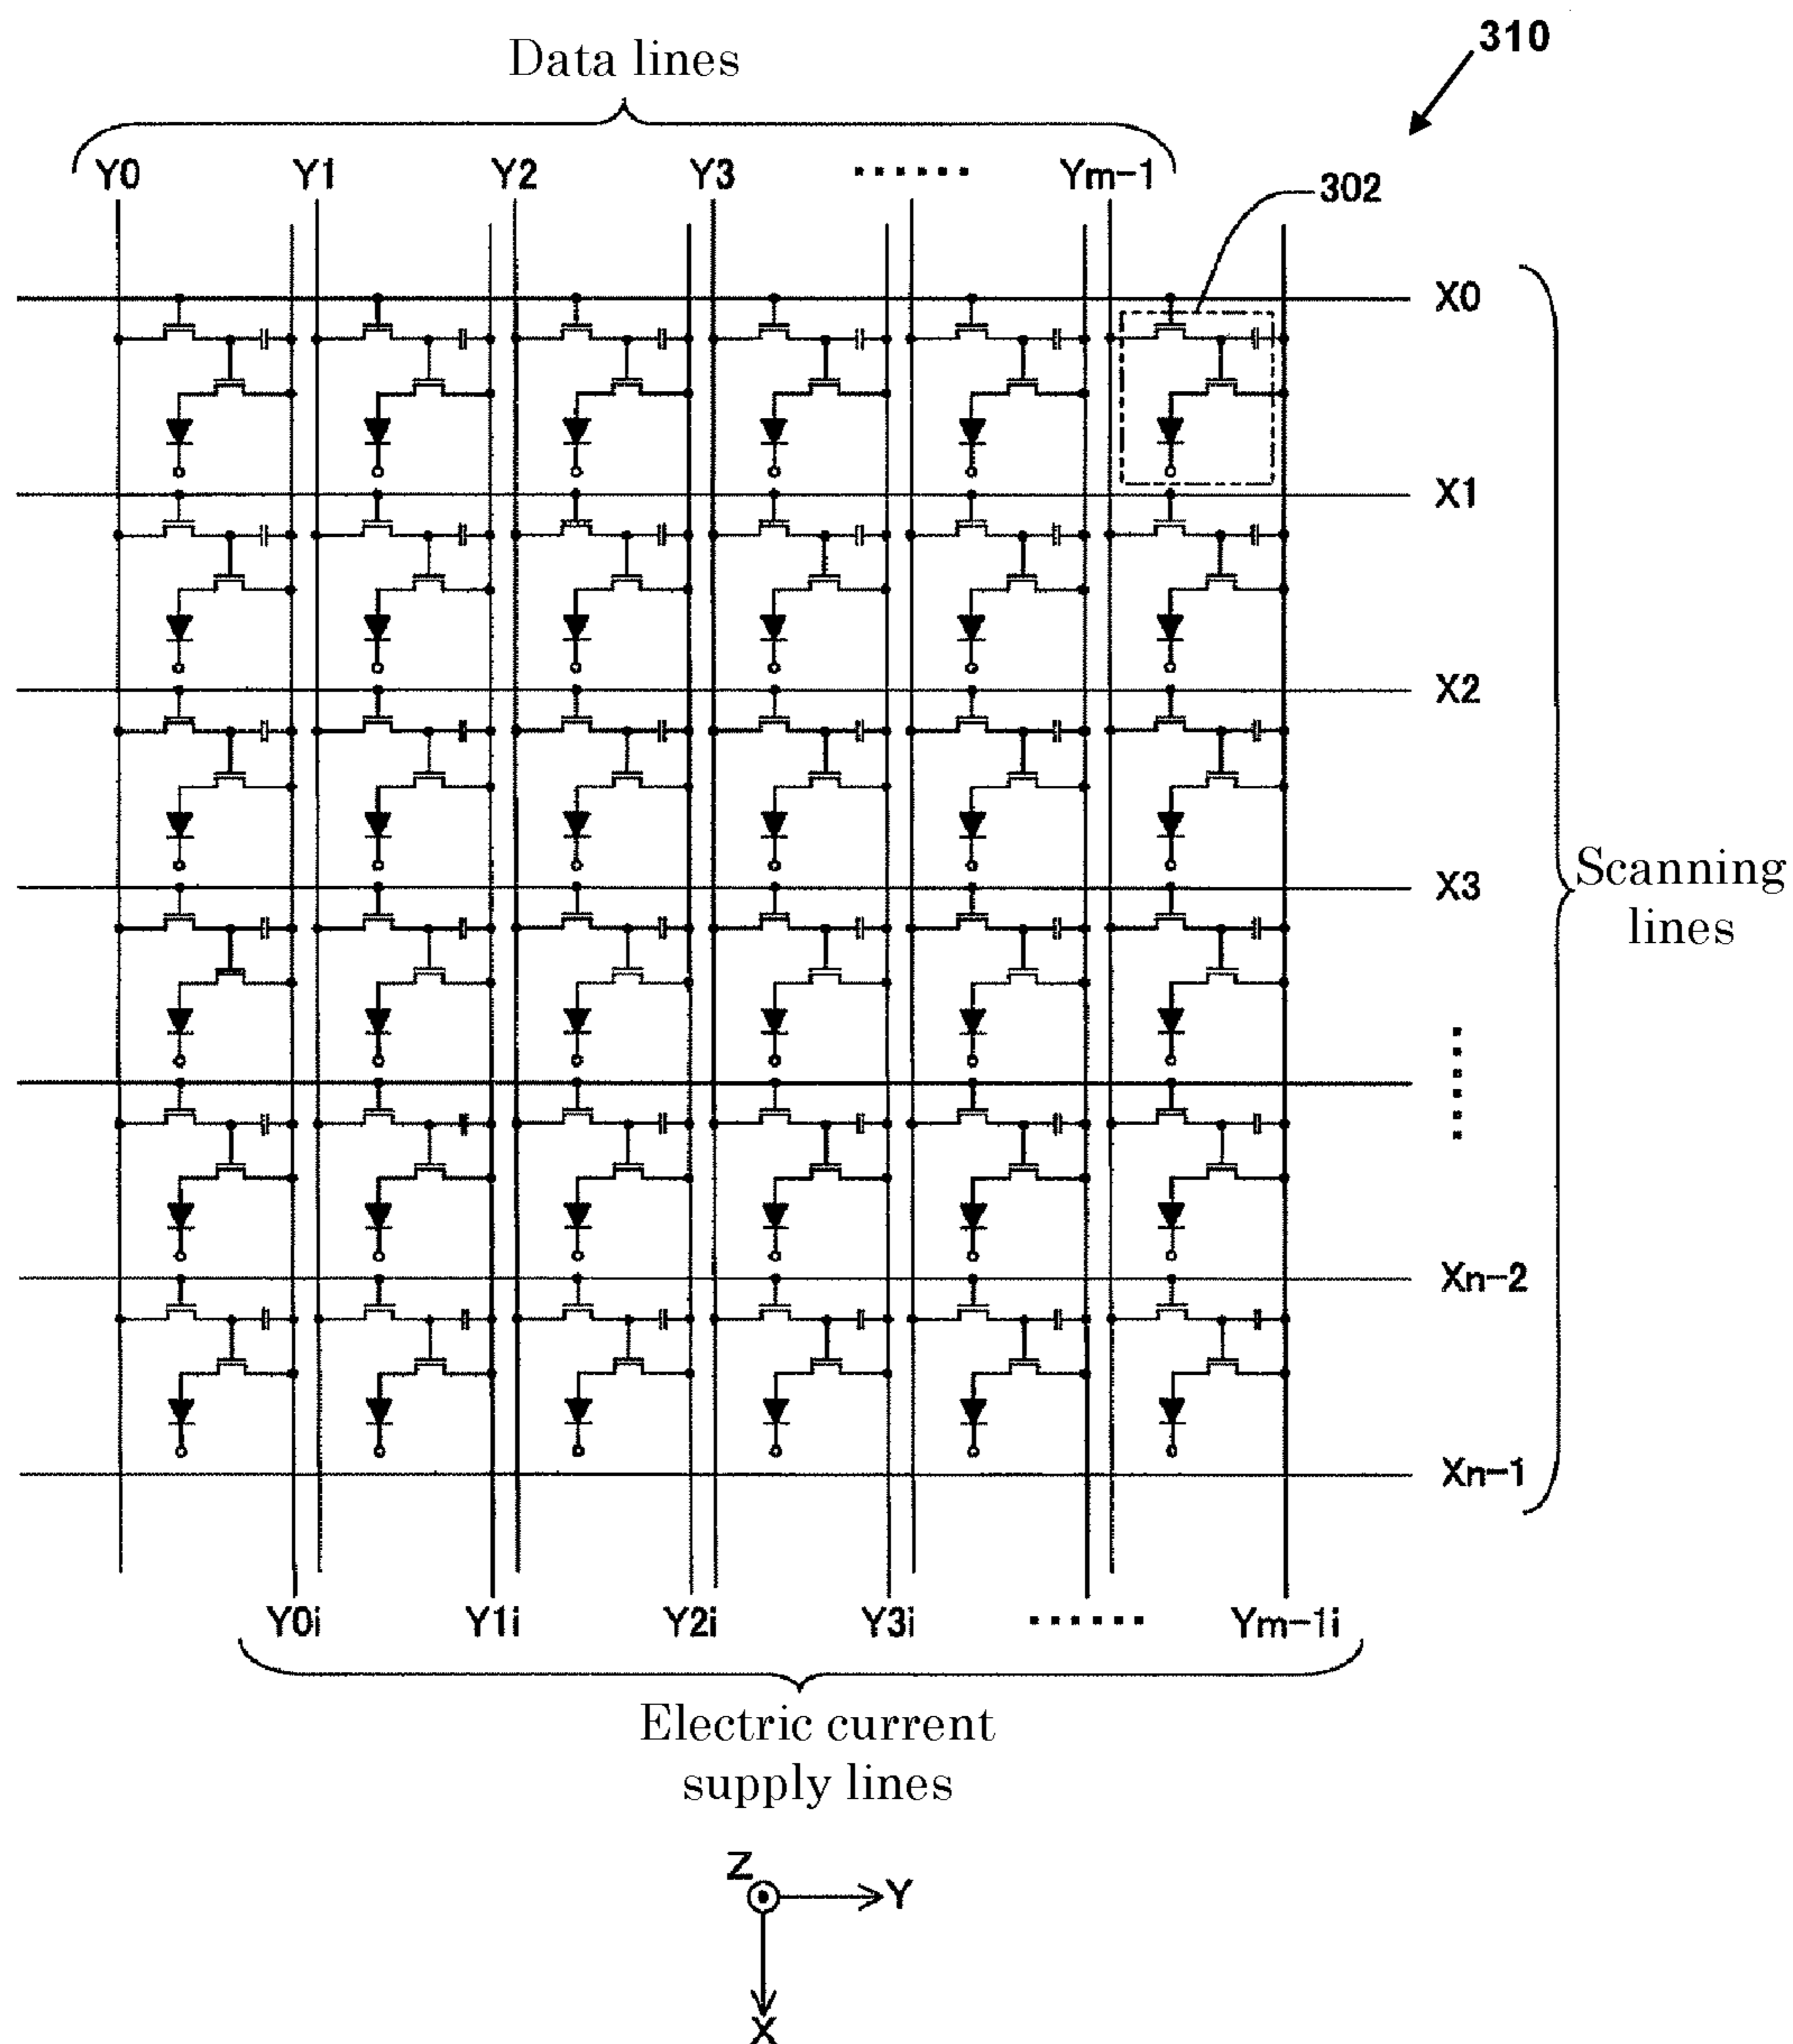 310
Data lines
Y0 Y1 Y2 Y3 ...... Ym-1
302
X0
X1
X2
X3
Scanning
lines
......
Xn-2
Xn-1
Y0i Y1i Y2i Y3i ...... Ym-1i
Electric current
supply lines
Z
Y
X